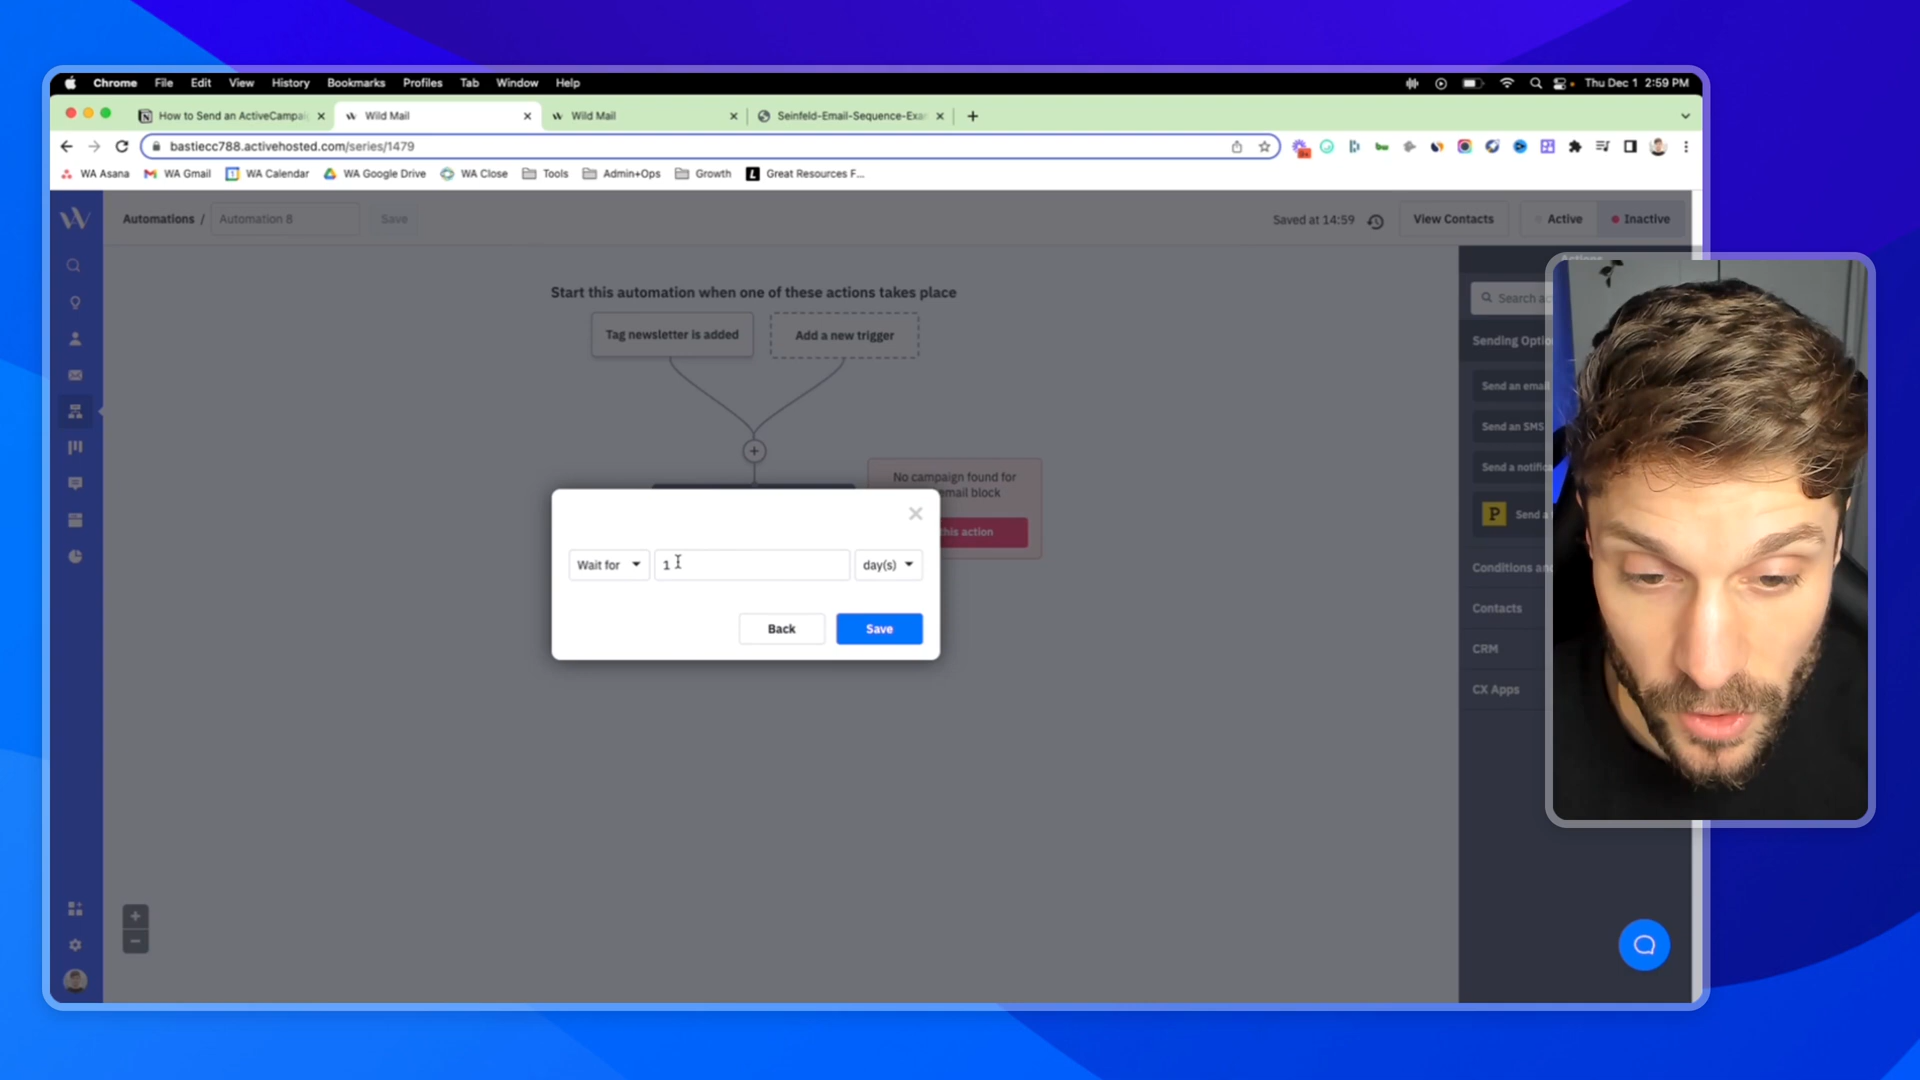 Chrome File Edit View History Bookmarks Profiles Tab Window Help
Thu Dec 1 2:59 PM
How to Send an ActiveCampai
Wild Mail
Wild Mail
Seinfeld-Email-Sequence-Exa
bastiecc788.activehosted.com/series/1479
WA Asana WA Gmail WA Calendar WA Google Drive WA Close Tools Admin+Ops Growth Great Resources F...
Automations / Automation 8 Save
Saved at 14:59 View Contacts Active Inactive
Start this automation when one of these actions takes place
Tag newsletter is added
Add a new trigger
No campaign found for
email block
this action
Wait for 1 day(s)
Back Save
Actions
Search ac
Sending Optio
Send an email
Send an SMS
Send a notific
P Send a
Conditions and
Contacts
CRM
CX Apps